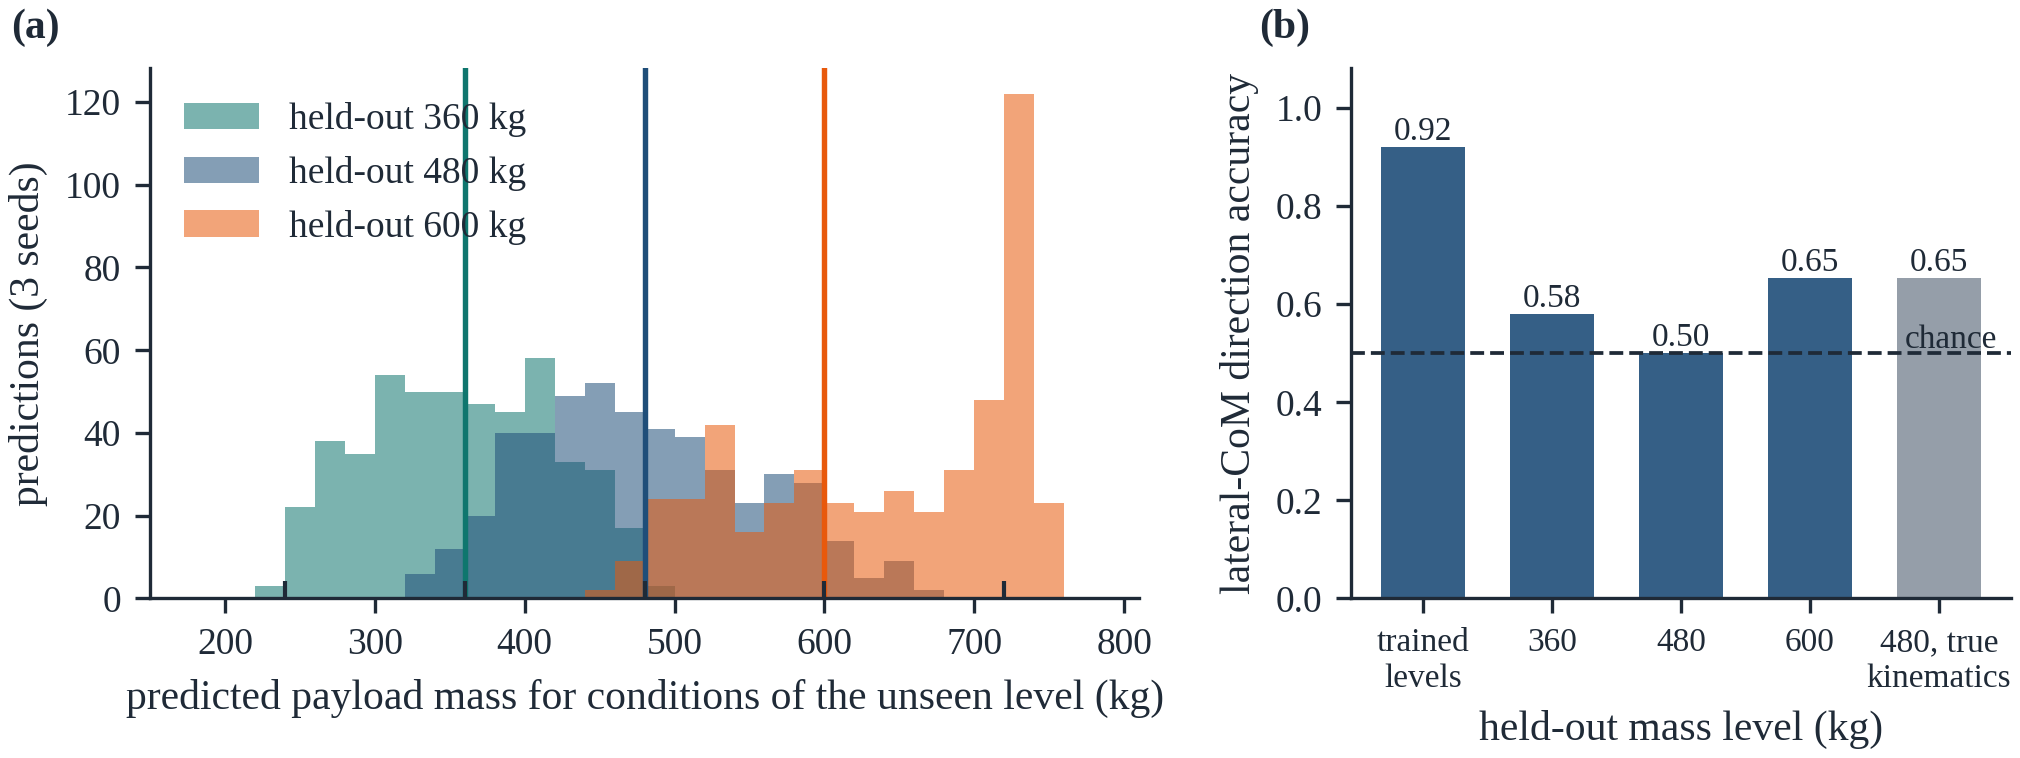 (a)
predictions (3 seeds)
120
100
80
60
40
20
0
held-out 360 kg
held-out 480 kg
held-out 600 kg
200 300 400 500 600 700 800
predicted payload mass for conditions of the unseen level (kg)
(b)
lateral-CoM direction accuracy
1.0
0.8
0.6
0.4
0.2
0.0
0.92
0.58
0.50
0.65
0.65
chance
trained levels
360
480
600
480, true
kinematics
held-out mass level (kg)